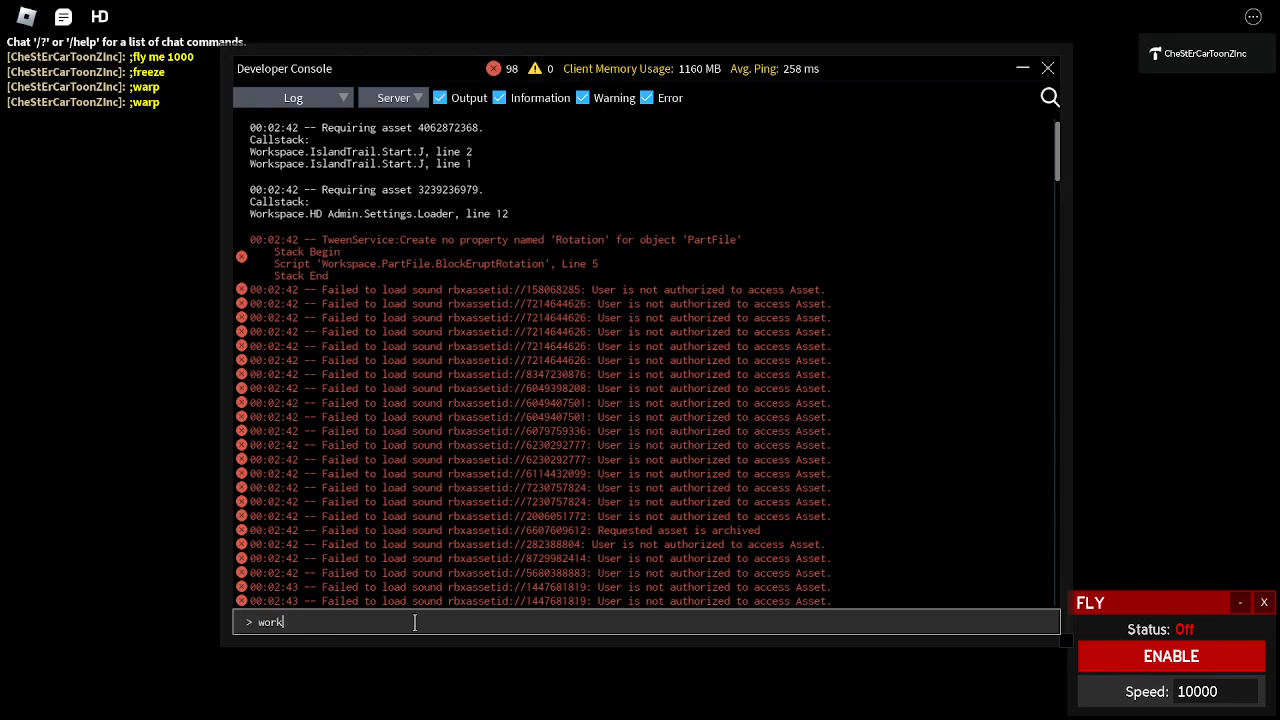 HD
Chat '/?' or '/help' for a list of chat commands.
[CheStErCarToonZInc]: ;fly me 1000
[CheStErCarToonZInc]: ;freeze
[CheStErCarToonZInc]: ;warp
[CheStErCarToonZInc]: ;warp
CheStErCarToonZInc
Developer Console 98 0 Client Memory Usage: 1160 MB Avg. Ping: 258 ms
Log Server Output Information Warning Error
00:02:42 -- Requiring asset 4062872368.
Callstack:
Workspace.IslandTrail.Start.J, line 2
Workspace.IslandTrail.Start.J, line 1
00:02:42 -- Requiring asset 3239236979.
Callstack:
Workspace.HD Admin.Settings.Loader, line 12
00:02:42 -- TweenService:Create no property named 'Rotation' for object 'PartFile'
Stack Begin
Script 'Workspace.PartFile.BlockEruptRotation', Line 5
Stack End
00:02:42 -- Failed to load sound rbxassetid://158068285: User is not authorized to access Asset.
00:02:42 -- Failed to load sound rbxassetid://7214644626: User is not authorized to access Asset.
00:02:42 -- Failed to load sound rbxassetid://7214644626: User is not authorized to access Asset.
00:02:42 -- Failed to load sound rbxassetid://7214644626: User is not authorized to access Asset.
00:02:42 -- Failed to load sound rbxassetid://7214644626: User is not authorized to access Asset.
00:02:42 -- Failed to load sound rbxassetid://7214644626: User is not authorized to access Asset.
00:02:42 -- Failed to load sound rbxassetid://8347230876: User is not authorized to access Asset.
00:02:42 -- Failed to load sound rbxassetid://6049398208: User is not authorized to access Asset.
00:02:42 -- Failed to load sound rbxassetid://6049407501: User is not authorized to access Asset.
00:02:42 -- Failed to load sound rbxassetid://6049407501: User is not authorized to access Asset.
00:02:42 -- Failed to load sound rbxassetid://6079759336: User is not authorized to access Asset.
00:02:42 -- Failed to load sound rbxassetid://6230292777: User is not authorized to access Asset.
00:02:42 -- Failed to load sound rbxassetid://6230292777: User is not authorized to access Asset.
00:02:42 -- Failed to load sound rbxassetid://6114432099: User is not authorized to access Asset.
00:02:42 -- Failed to load sound rbxassetid://7230757824: User is not authorized to access Asset.
00:02:42 -- Failed to load sound rbxassetid://7230757824: User is not authorized to access Asset.
00:02:42 -- Failed to load sound rbxassetid://2006051772: User is not authorized to access Asset.
00:02:42 -- Failed to load sound rbxassetid://6607609612: Requested asset is archived
00:02:42 -- Failed to load sound rbxassetid://282388804: User is not authorized to access Asset.
00:02:42 -- Failed to load sound rbxassetid://8729982414: User is not authorized to access Asset.
00:02:42 -- Failed to load sound rbxassetid://5680388883: User is not authorized to access Asset.
00:02:43 -- Failed to load sound rbxassetid://1447681819: User is not authorized to access Asset.
00:02:43 -- Failed to load sound rbxassetid://1447681819: User is not authorized to access Asset.
> work
FLY - X
Status: Off
ENABLE
Speed: 10000